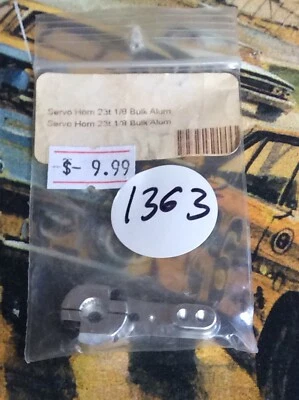 Servo Horn 23t 1/8 Bulk Alum
Servo Horn 23t 1/8 Bulk Alum
-$- 9.99
1363